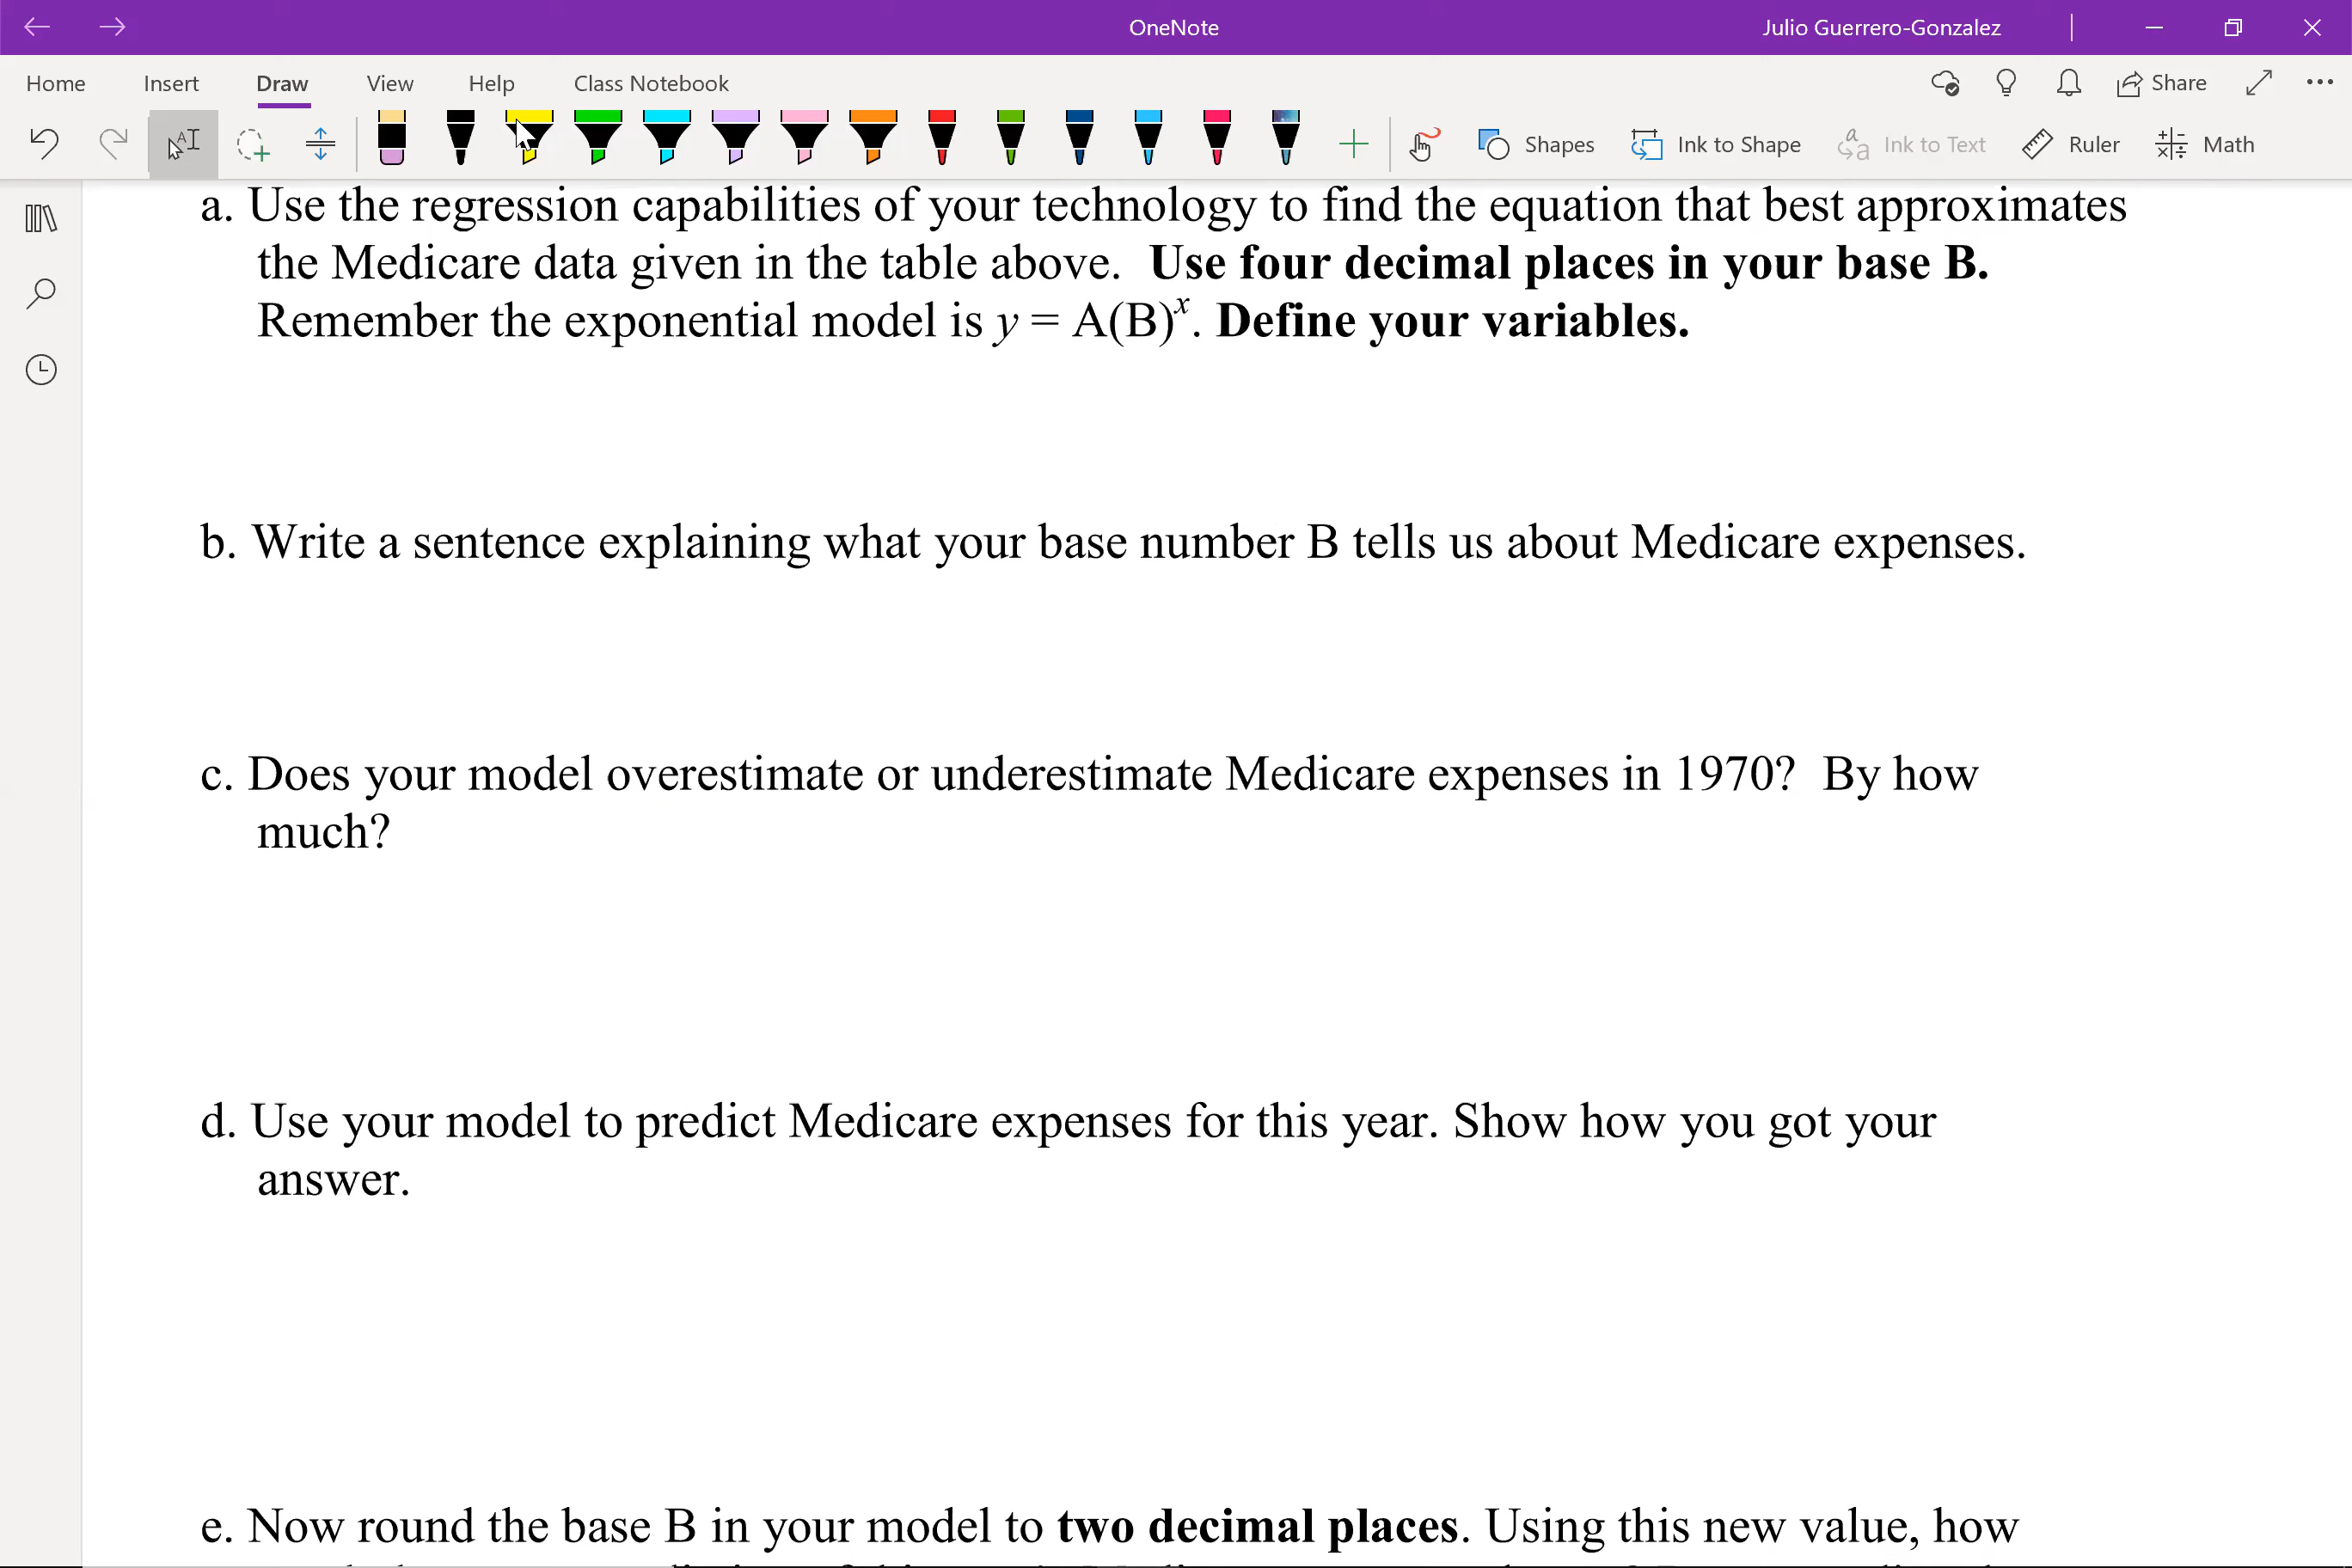 OneNote
Julio Guerrero-Gonzalez
Home Insert Draw View Help Class Notebook
Share
Shapes Ink to Shape Ink to Text Ruler Math
a. Use the regression capabilities of your technology to find the equation that best approximates
the Medicare data given in the table above. Use four decimal places in your base B.
Remember the exponential model is y = A(B)ˣ. Define your variables.
b. Write a sentence explaining what your base number B tells us about Medicare expenses.
c. Does your model overestimate or underestimate Medicare expenses in 1970? By how
much?
d. Use your model to predict Medicare expenses for this year. Show how you got your
answer.
e. Now round the base B in your model to two decimal places. Using this new value, how